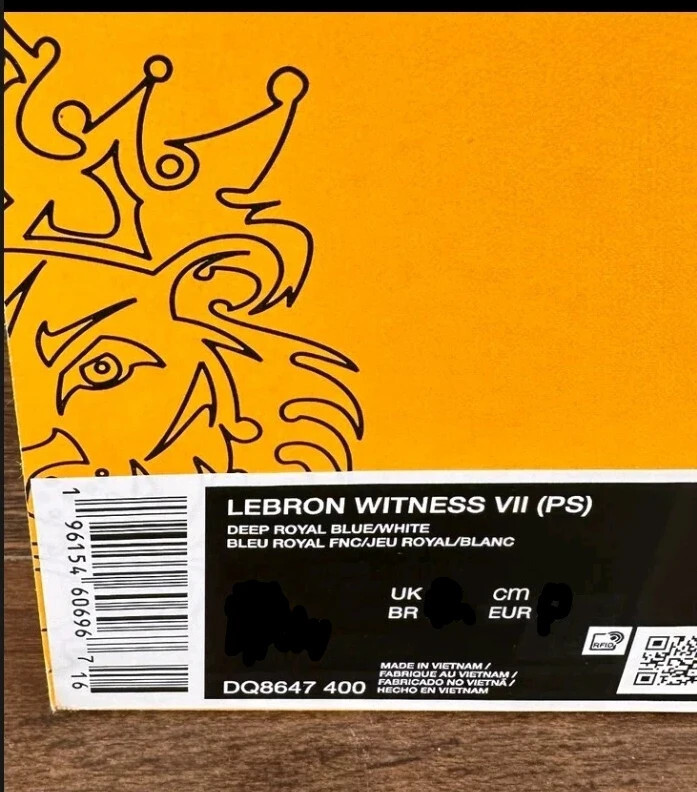 LEBRON WITNESS VII (PS)
DEEP ROYAL BLUE/WHITE
BLEU ROYAL FNC/JEU ROYAL/BLANC
UK cm
BR EUR
RFID
MADE IN VIETNAM /
FABRIQUE AU VIETNAM /
FABRICADO NO VIETNÃ /
HECHO EN VIETNAM
DQ8647 400
1 96154 60696 7 16